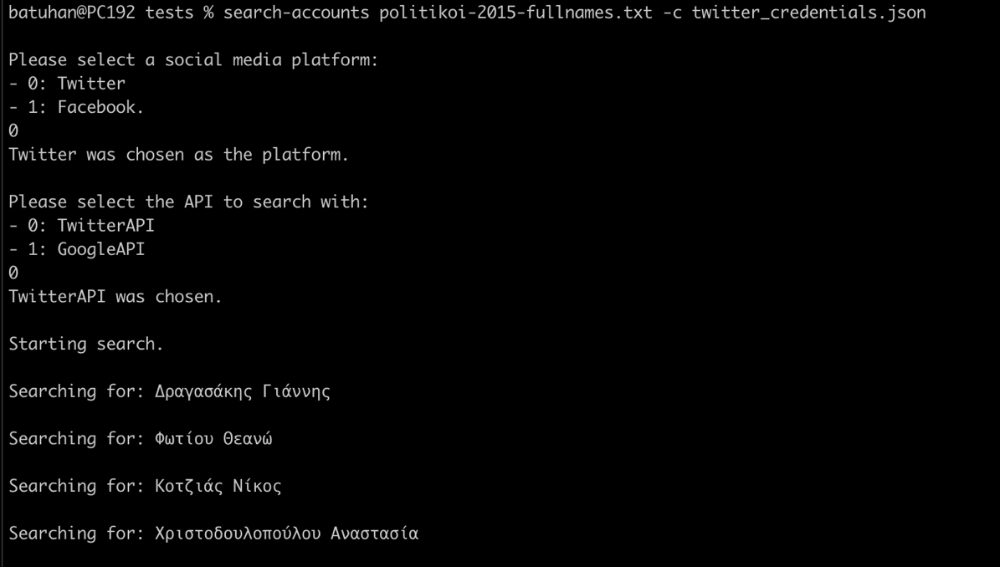 batuhan@PC192 tests % search-accounts politikoi-2015-fullnames.txt -c twitter_credentials.json
Please select a social media platform:
- 0: Twitter
- 1: Facebook.
0
Twitter was chosen as the platform.
Please select the API to search with:
- 0: TwitterAPI
- 1: GoogleAPI
0
TwitterAPI was chosen.
Starting search.
Searching for: Δραγασάκης Γιάννης
Searching for: Φωτίου Θεανώ
Searching for: Κοτζιάς Νίκος
Searching for: Χριστοδουλοπούλου Αναστασία